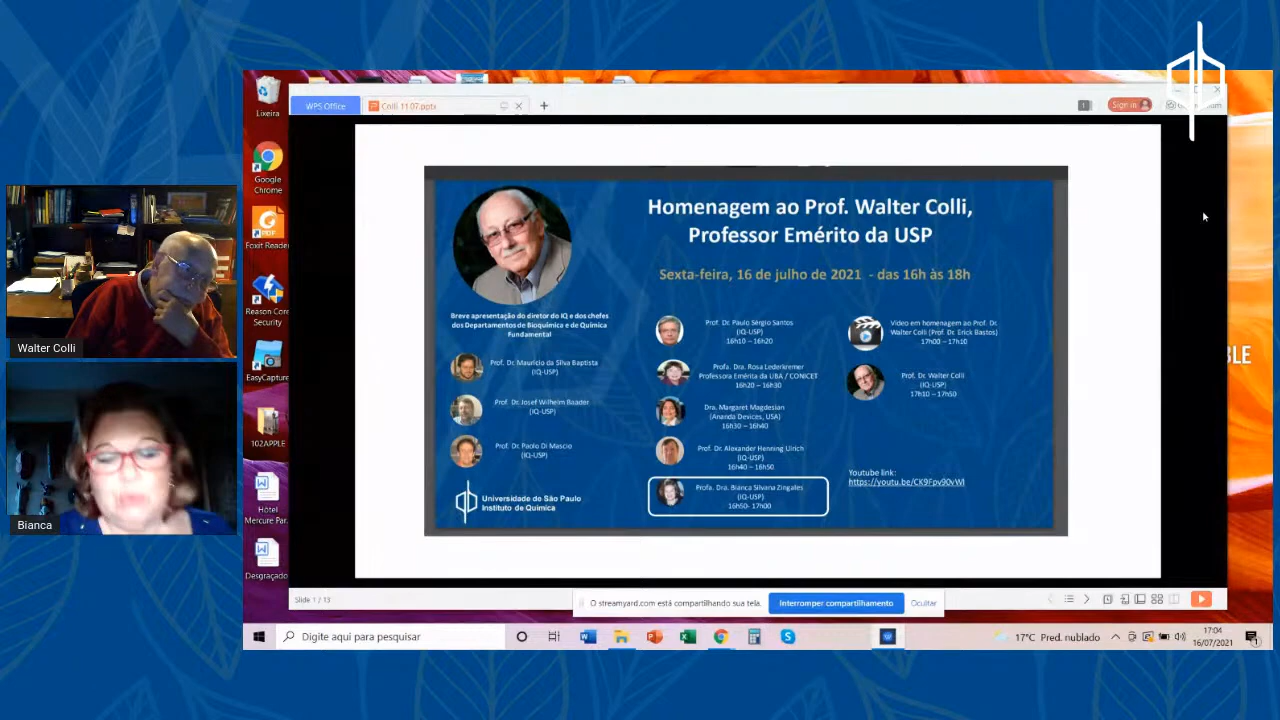 Lixeira
Google
Chrome
Foxit Reader
Reason Core
Security
EasyCapture
102APPLE
Hôtel
Mercure Par...
Desgraçado
WPS Office
Colli 11 07.pptx
Sign in
Homenagem ao Prof. Walter Colli,
Professor Emérito da USP
Sexta-feira, 16 de julho de 2021 - das 16h às 18h
Breve apresentação do diretor do IQ e dos chefes
dos Departamentos de Bioquímica e de Química
Fundamental
Prof. Dr. Maurício da Silva Baptista
(IQ-USP)
Prof. Dr. Josef Wilhelm Baader
(IQ-USP)
Prof. Dr. Paolo Di Mascio
(IQ-USP)
Universidade de São Paulo
Instituto de Química
Prof. Dr. Paulo Sérgio Santos
(IQ-USP)
16h10 – 16h20
Profa. Dra. Rosa Lederkremer
Professora Emérita da UBA / CONICET
16h20 – 16h30
Dra. Margaret Magdesian
(Ananda Devices, USA)
16h30 – 16h40
Prof. Dr. Alexander Henning Ulrich
(IQ-USP)
16h40 – 16h50
Profa. Dra. Bianca Silvana Zingales
(IQ-USP)
16h50- 17h00
Vídeo em homenagem ao Prof. Dr.
Walter Colli (Prof. Dr. Erick Bastos)
17h00 – 17h10
Prof. Dr. Walter Colli
(IQ-USP)
17h10 – 17h50
Youtube link:
Walter Colli
Bianca
Slide 1 / 13
O streamyard.com está compartilhando sua tela.
Interromper compartilhamento
Ocultar
Digite aqui para pesquisar
17°C Pred. nublado
17:04
16/07/2021